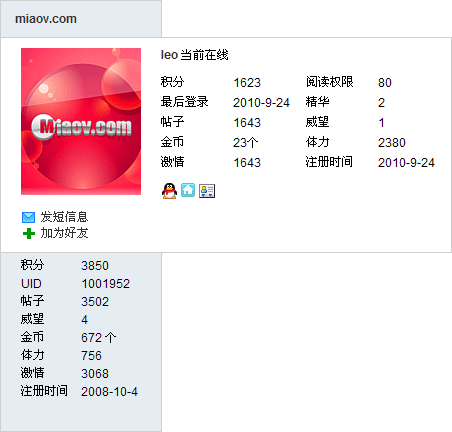 miaov.com
Miaov.com
leo 当前在线
积分 1623 阅读权限 80
最后登录 2010-9-24 精华 2
帖子 1643 威望 1
金币 23个 体力 2380
激情 1643 注册时间 2010-9-24
发短信息
加为好友
积分 3850
UID 1001952
帖子 3502
威望 4
金币 672 个
体力 756
激情 3068
注册时间 2008-10-4